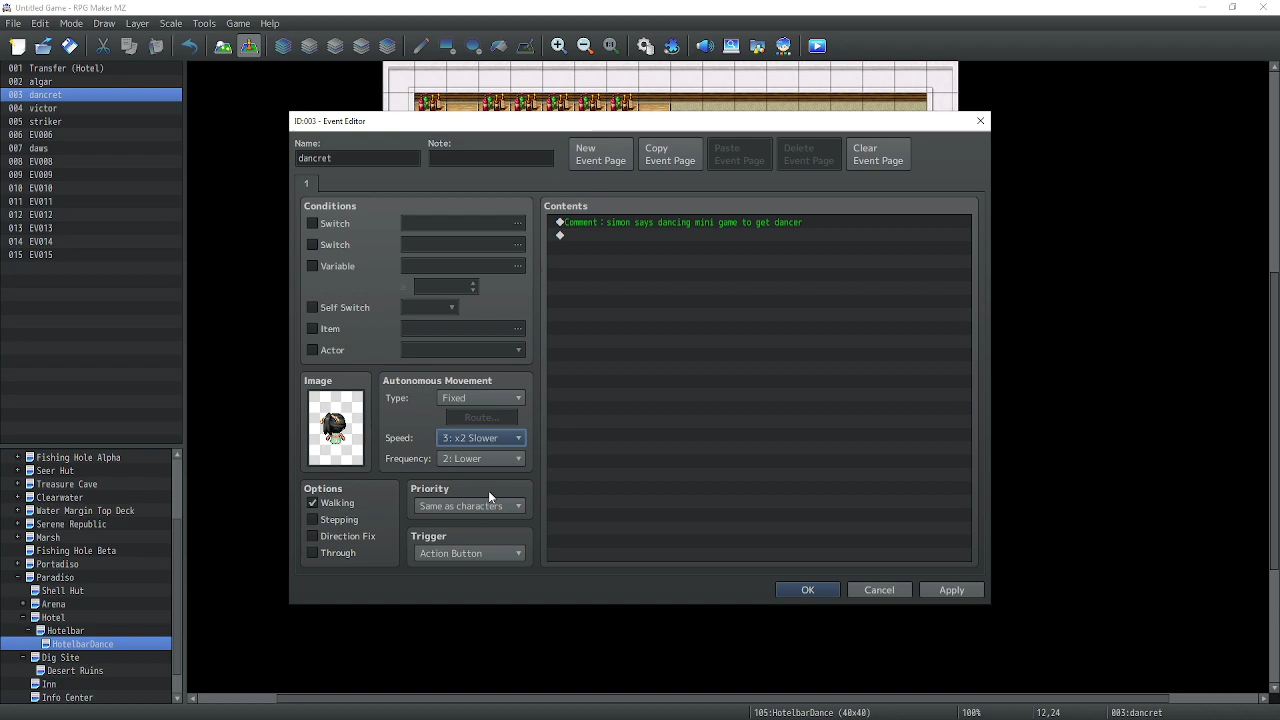 Untitled Game - RPG Maker MZ
File Edit Mode Draw Layer Scale Tools Game Help
001 Transfer (Hotel)
002 algar
003 dancret
004 victor
005 striker
006 EV006
007 daws
008 EV008
009 EV009
010 EV010
011 EV011
012 EV012
013 EV013
014 EV014
015 EV015
Fishing Hole Alpha
Seer Hut
Treasure Cave
Clearwater
Water Margin Top Deck
Serene Republic
Marsh
Fishing Hole Beta
Portadiso
Paradiso
Shell Hut
Arena
Hotel
Hotelbar
HotelbarDance
Dig Site
Desert Ruins
Inn
Info Center
ID:003 - Event Editor
Name:
dancret
Note:
New Event Page
Copy Event Page
Paste Event Page
Delete Event Page
Clear Event Page
1
Conditions
Switch ...
Switch ...
Variable ...
≥
Self Switch
Item ...
Actor
Image
Autonomous Movement
Type: Fixed
Route...
Speed: 3: x2 Slower
Frequency: 2: Lower
Options
Walking
Stepping
Direction Fix
Through
Priority
Same as characters
Trigger
Action Button
Contents
◆Comment：simon says dancing mini game to get dancer
◆
OK Cancel Apply
105:HotelbarDance (40x40) 100% 12,24 003:dancret